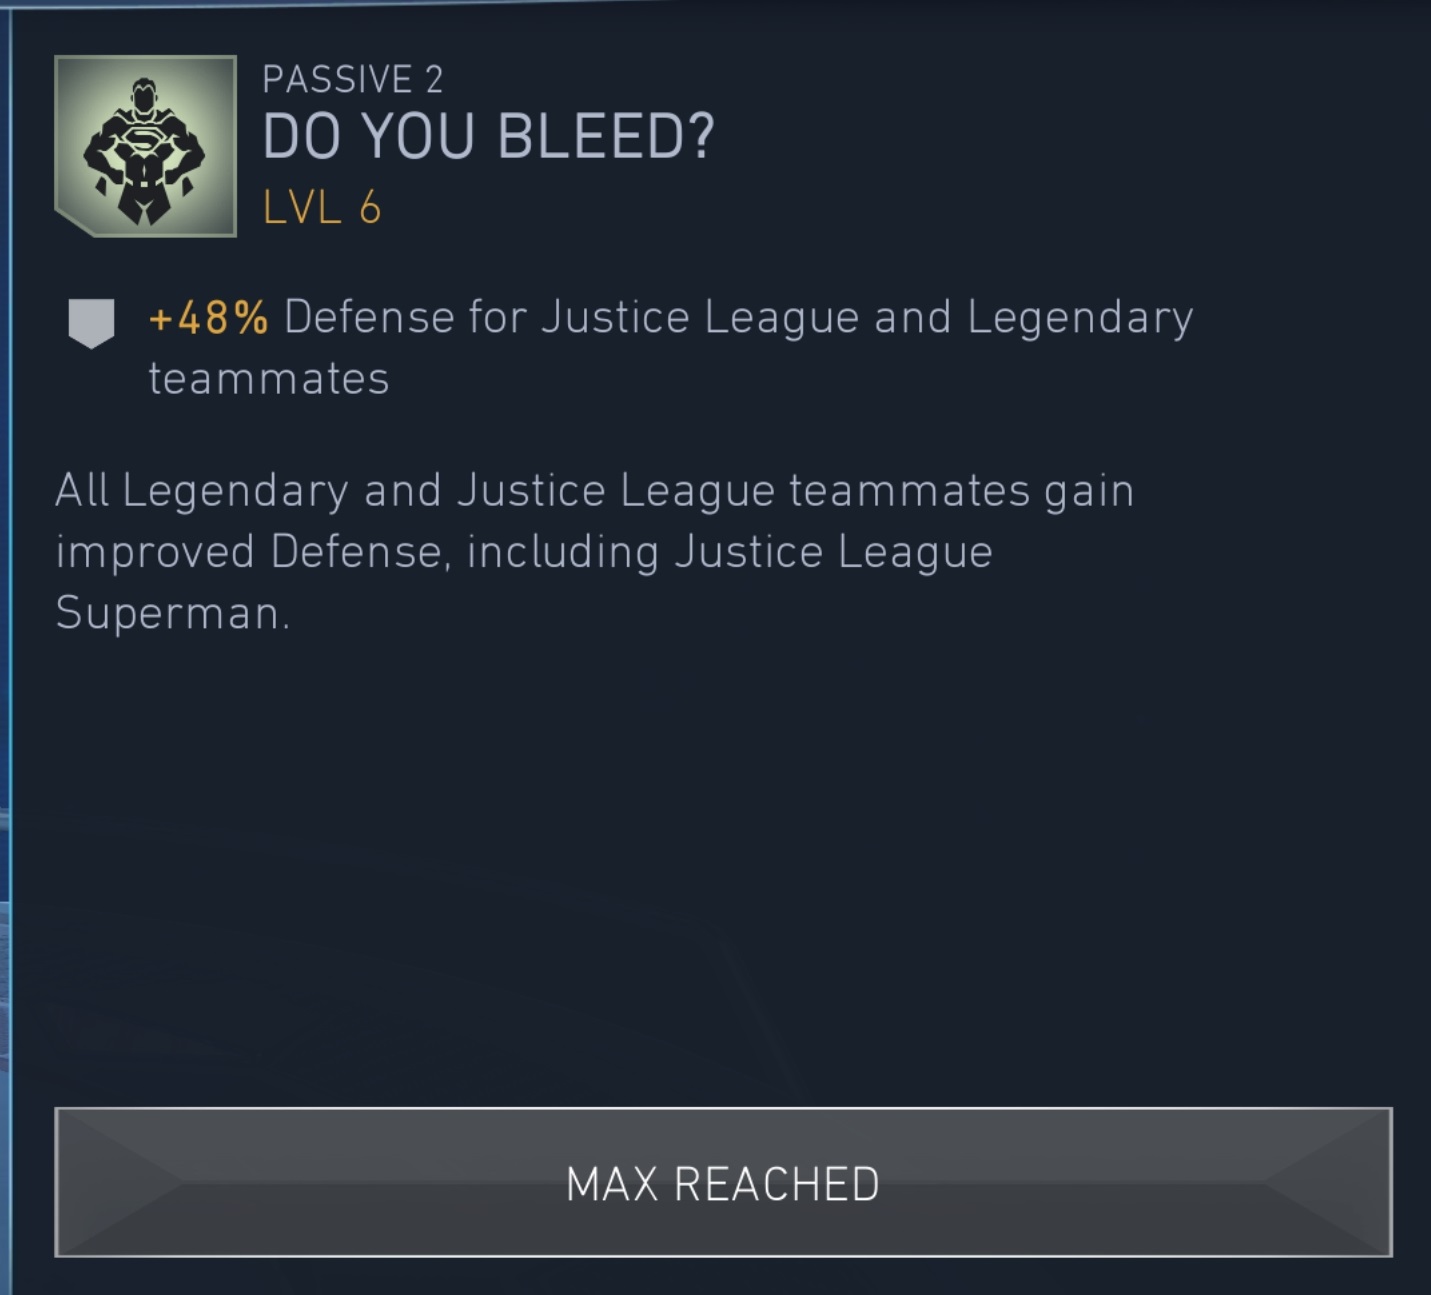 PASSIVE 2
DO YOU BLEED?
LVL 6
+48% Defense for Justice League and Legendary
teammates
All Legendary and Justice League teammates gain
improved Defense, including Justice League
Superman.
MAX REACHED